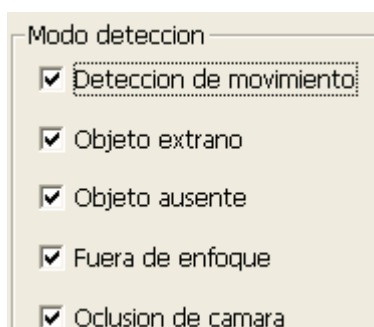 Modo deteccion
Deteccion de movimiento
Objeto extrano
Objeto ausente
Fuera de enfoque
Oclusion de camara